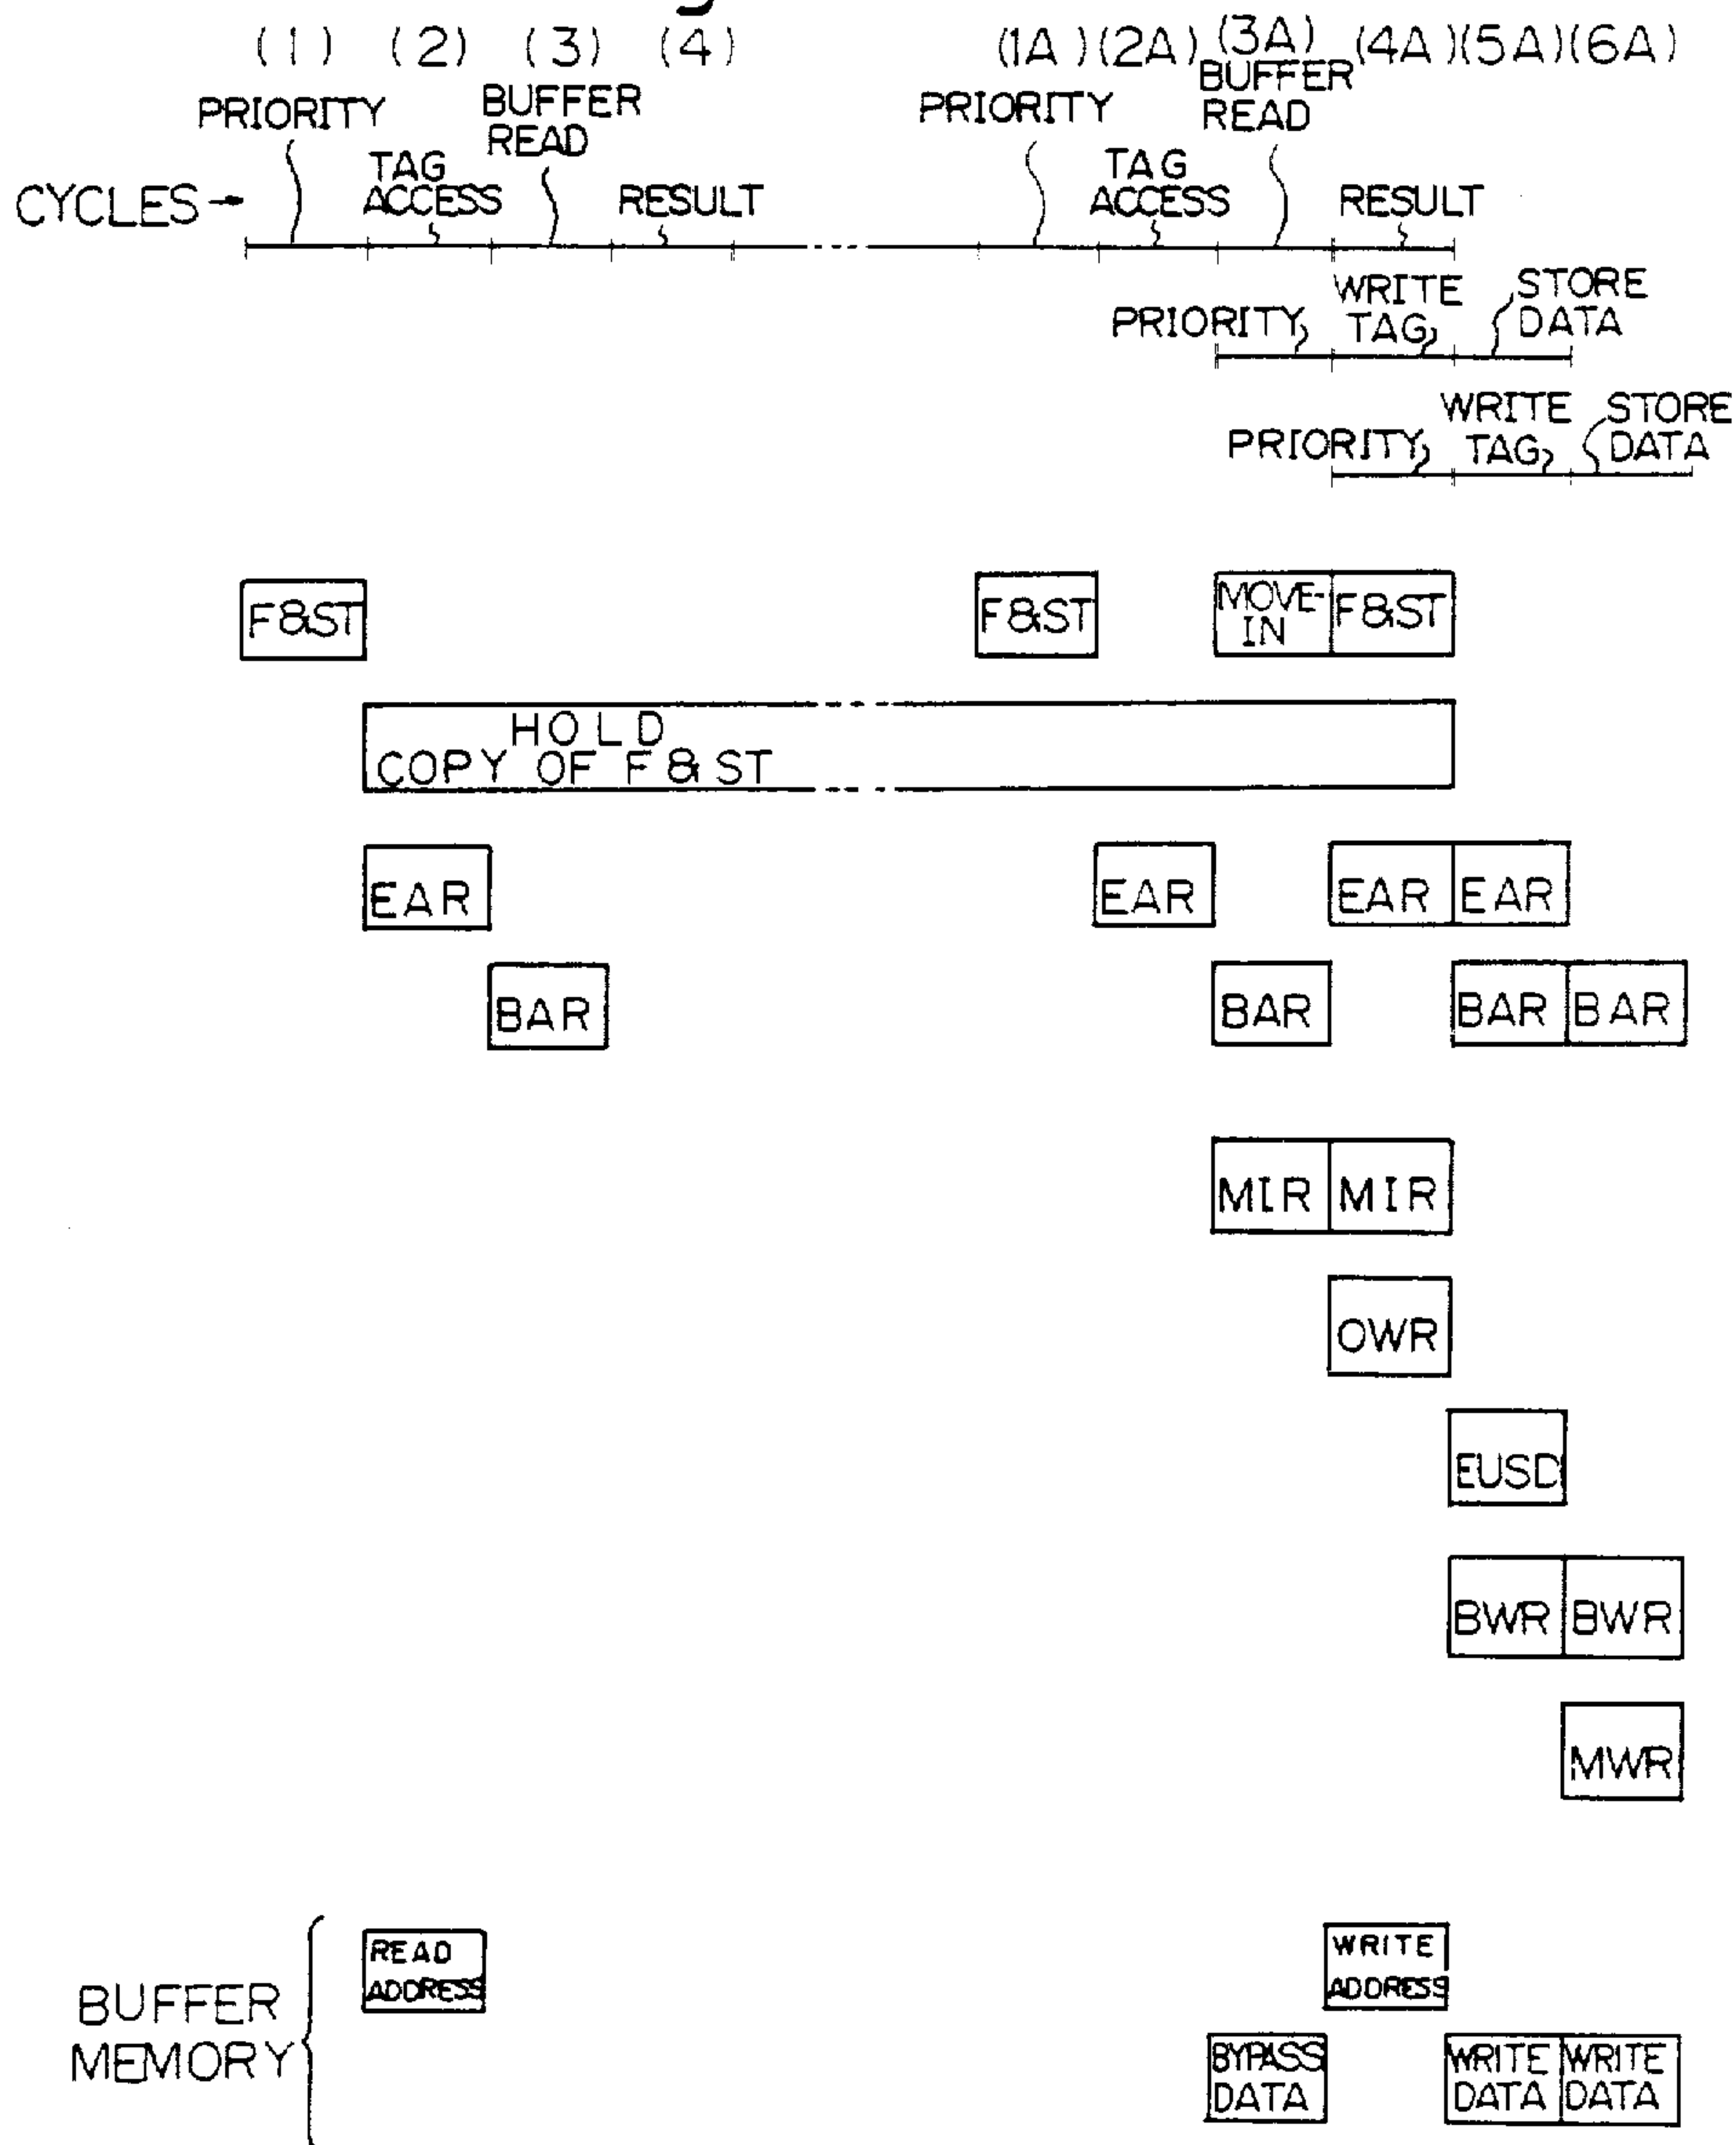 (1) (2) (3) (4) (1A) (2A) (3A) (4A) (5A) (6A)
PRIORITY BUFFER READ PRIORITY BUFFER READ
CYCLES → TAG ACCESS RESULT TAG ACCESS RESULT
PRIORITY WRITE TAG STORE DATA
PRIORITY WRITE TAG STORE DATA
F&ST F&ST MOVE-IN F&ST
HOLD
COPY OF F&ST
EAR EAR EAR EAR
BAR BAR BAR BAR
MIR MIR
OWR
EUSD
BWR BWR
MWR
BUFFER MEMORY
READ ADDRESS WRITE ADDRESS
BYPASS DATA WRITE DATA WRITE DATA